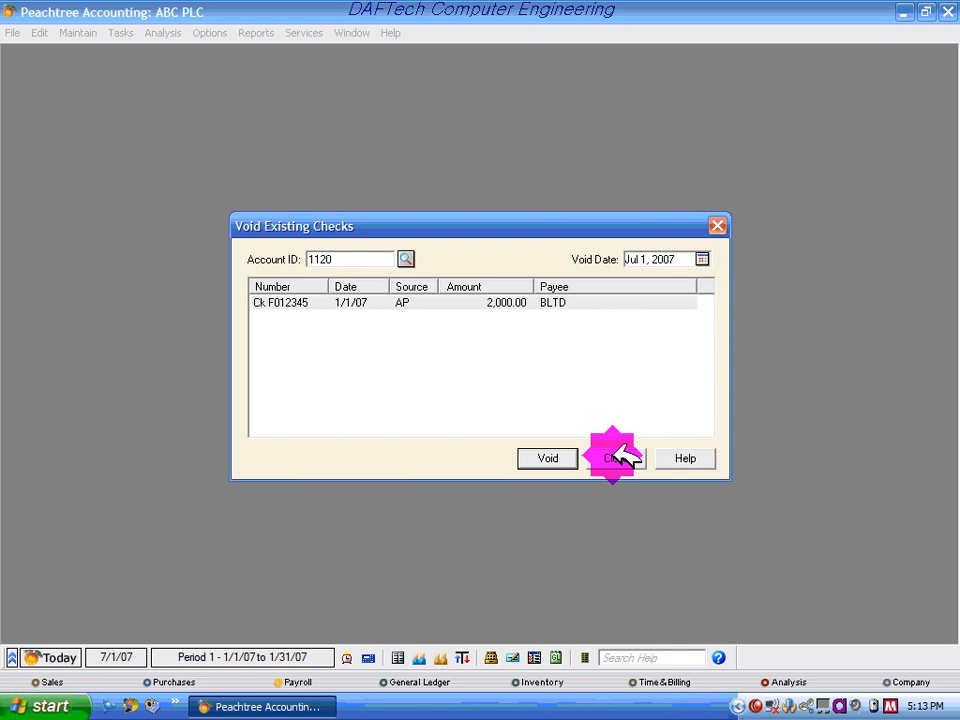 Peachtree Accounting: ABC PLC
DAFTech Computer Engineering
File Edit Maintain Tasks Analysis Options Reports Services Window Help
Void Existing Checks
Account ID: 1120
Void Date: Jul 1, 2007
Number Date Source Amount Payee
Ck F012345 1/1/07 AP 2,000.00 BLTD
Void Help
Today 7/1/07 Period 1 - 1/1/07 to 1/31/07 Search Help
Sales Purchases Payroll General Ledger Inventory Time & Billing Analysis Company
start Peachtree Accountin... 5:13 PM